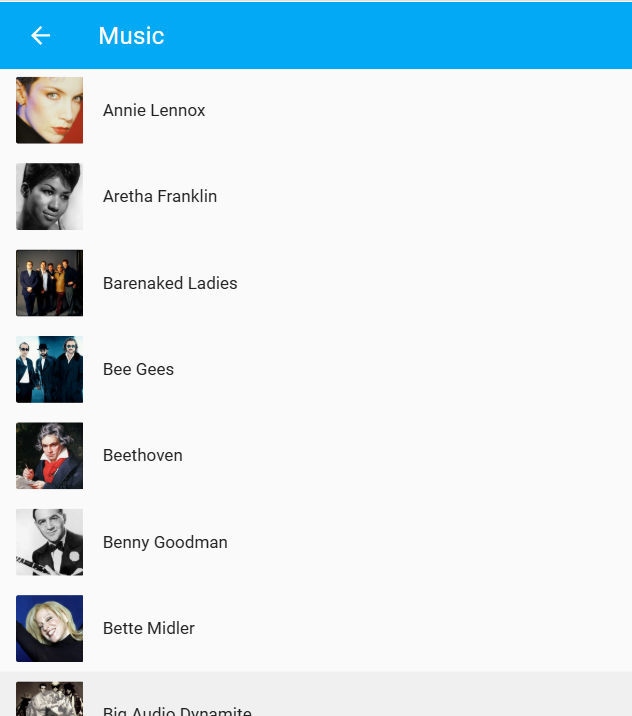 Music
Annie Lennox
Aretha Franklin
Barenaked Ladies
Bee Gees
Beethoven
Benny Goodman
Bette Midler
Big Audio Dynamite